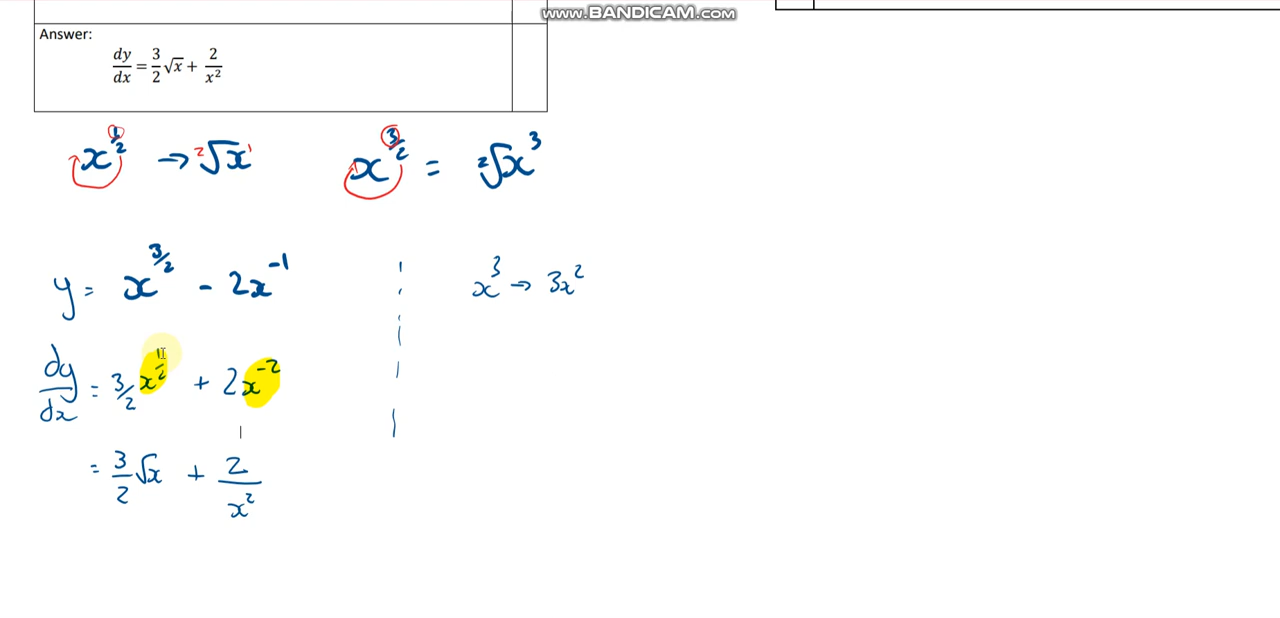 www.BANDICAM.com
Answer:
dy/dx = 3/2 √x + 2/x²
x^(1/2) → ²√x¹
x^(3/2) = ²√x³
y = x^(3/2) - 2x^(-1)
x³ → 3x²
dy/dx = 3/2 x^(1/2) + 2x^(-2)
= 3/2 √x + 2/x²